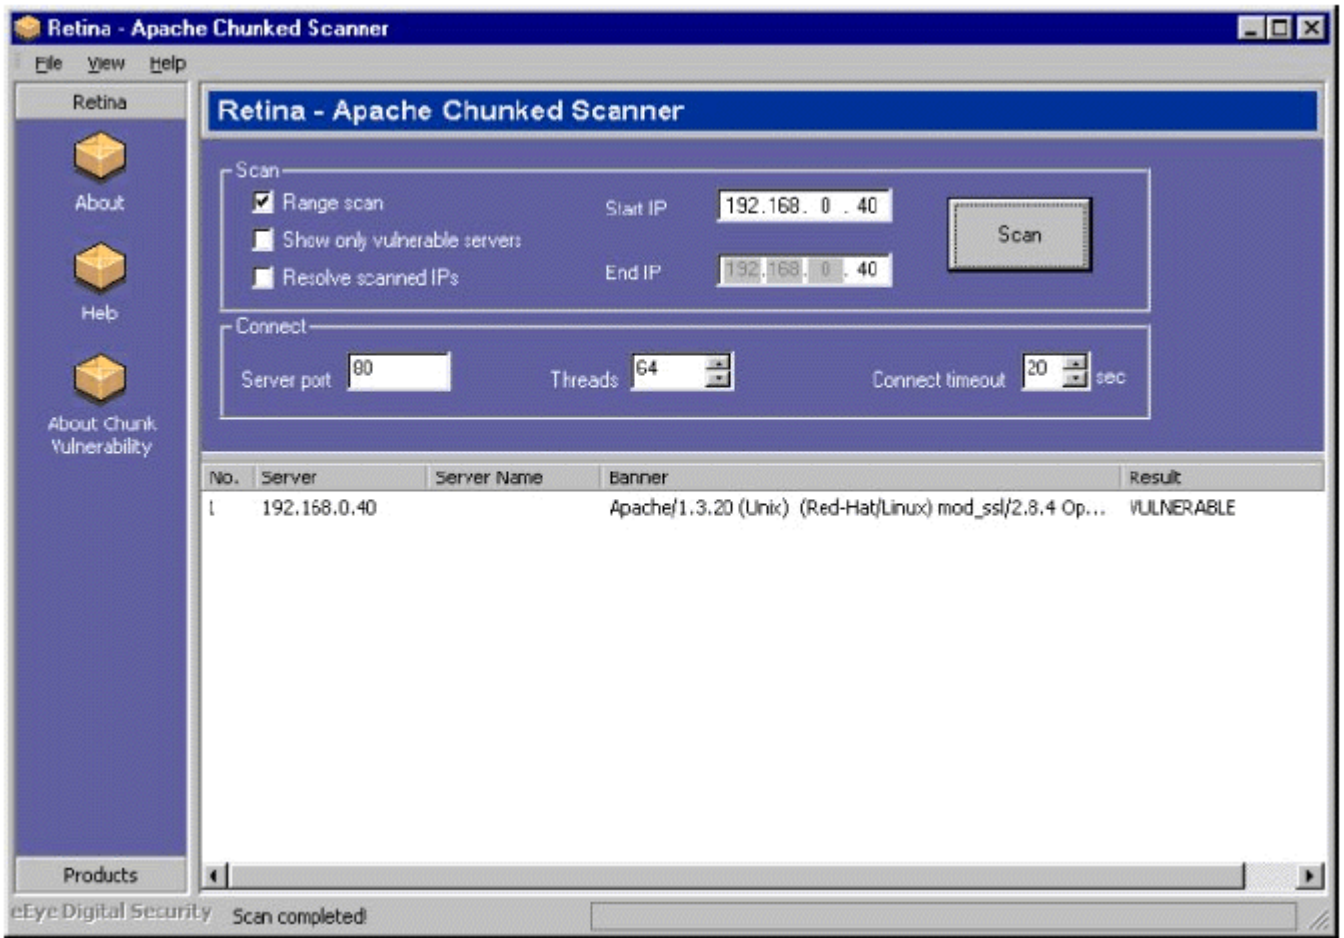 Retina - Apache Chunked Scanner
File View Help
Retina
About
Help
About Chunk
Vulnerability
Products
Retina - Apache Chunked Scanner
Scan
Range scan
Show only vulnerable servers
Resolve scanned IPs
Start IP 192.168. 0 . 40
End IP 192.168. 0 . 40
Scan
Connect
Server port 80
Threads 64
Connect timeout 20 sec
No. Server Server Name Banner Result
1 192.168.0.40 Apache/1.3.20 (Unix) (Red-Hat/Linux) mod_ssl/2.8.4 Op... VULNERABLE
eEye Digital Security Scan completed!